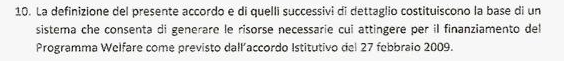 10. La definizione del presente accordo e di quelli successivi di dettaglio costituiscono la base di un
sistema che consenta di generare le risorse necessarie cui attingere per il finanziamento del
Programma Welfare come previsto dall'accordo Istitutivo del 27 febbraio 2009.